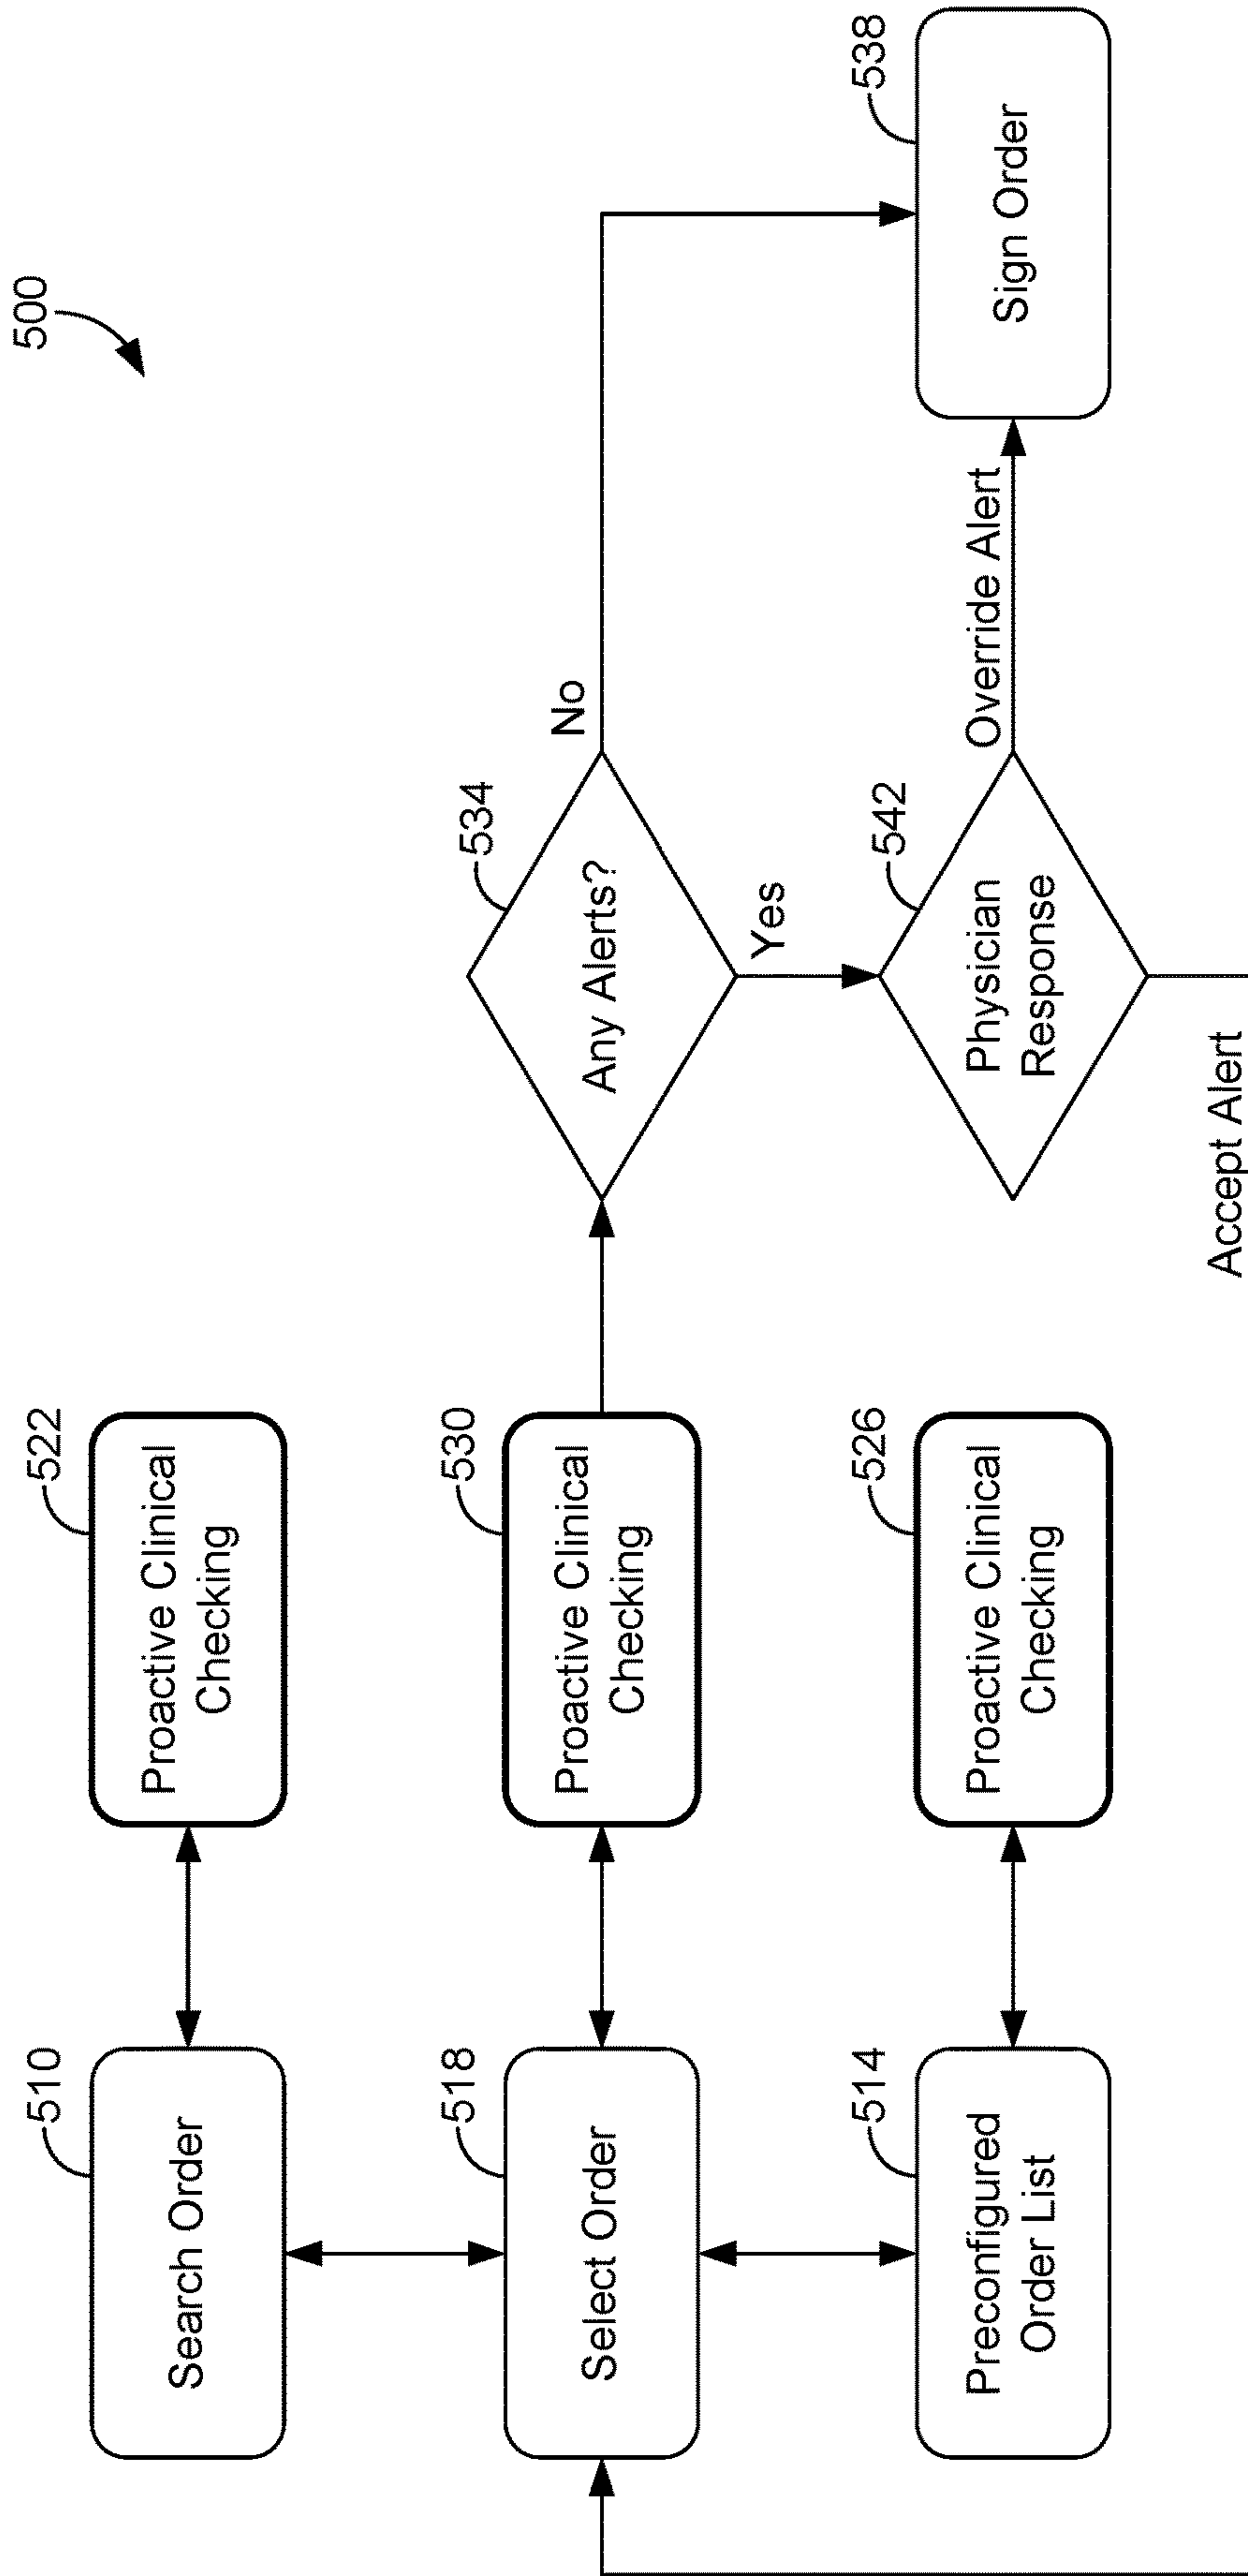 500
510
Search Order
522
Proactive Clinical
Checking
518
Select Order
530
Proactive Clinical
Checking
534
Any Alerts?
No
Yes
514
Preconfigured
Order List
526
Proactive Clinical
Checking
542
Physician
Response
Override Alert
538
Sign Order
Accept Alert